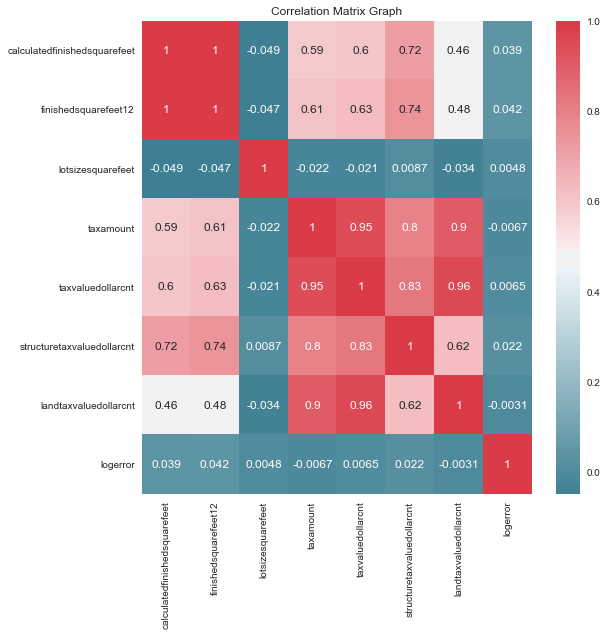 Correlation Matrix Graph
calculatedfinishedsquarefeet 1 1 -0.049 0.59 0.6 0.72 0.46 0.039
finishedsquarefeet12 1 1 -0.047 0.61 0.63 0.74 0.48 0.042
lotsizesquarefeet -0.049 -0.047 1 -0.022 -0.021 0.0087 -0.034 0.0048
taxamount 0.59 0.61 -0.022 1 0.95 0.8 0.9 -0.0067
taxvaluedollarcnt 0.6 0.63 -0.021 0.95 1 0.83 0.96 0.0065
structuretaxvaluedollarcnt 0.72 0.74 0.0087 0.8 0.83 1 0.62 0.022
landtaxvaluedollarcnt 0.46 0.48 -0.034 0.9 0.96 0.62 1 -0.0031
logerror 0.039 0.042 0.0048 -0.0067 0.0065 0.022 -0.0031 1
calculatedfinishedsquarefeet
finishedsquarefeet12
lotsizesquarefeet
taxamount
taxvaluedollarcnt
structuretaxvaluedollarcnt
landtaxvaluedollarcnt
logerror
1.0
0.8
0.6
0.4
0.2
0.0